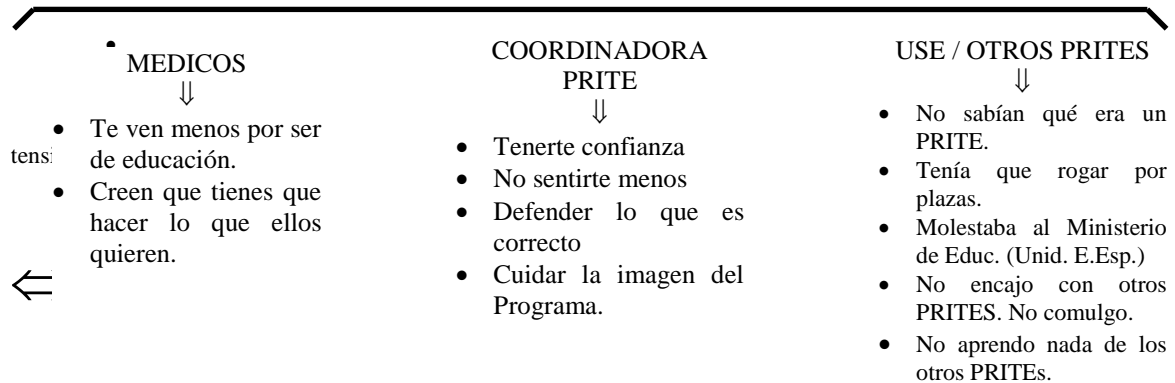 MEDICOS
⇓
• Te ven menos por ser
de educación.
• Creen que tienes que
hacer lo que ellos
quieren.
tensi
⇐
COORDINADORA
PRITE
⇓
• Tenerte confianza
• No sentirte menos
• Defender lo que es
correcto
• Cuidar la imagen del
Programa.
USE / OTROS PRITES
⇓
• No sabían qué era un
PRITE.
• Tenía que rogar por
plazas.
• Molestaba al Ministerio
de Educ. (Unid. E.Esp.)
• No encajo con otros
PRITES. No comulgo.
• No aprendo nada de los
otros PRITEs.